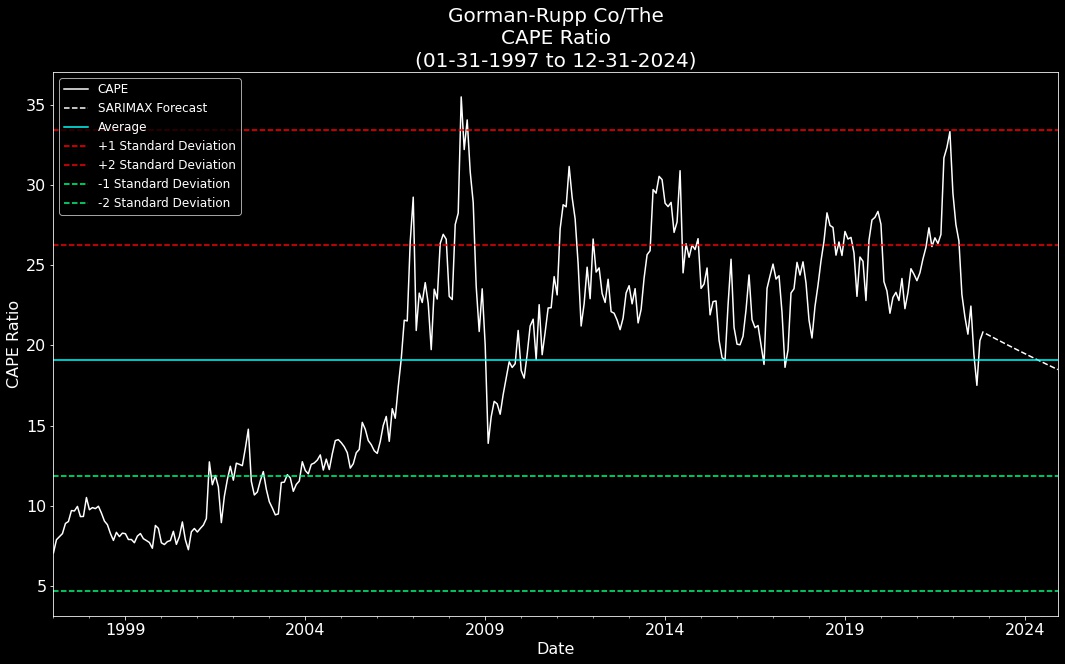 Gorman-Rupp Co/The
CAPE Ratio
(01-31-1997 to 12-31-2024)
CAPE
SARIMAX Forecast
Average
+1 Standard Deviation
+2 Standard Deviation
-1 Standard Deviation
-2 Standard Deviation
35
30
25
20
15
10
5
CAPE Ratio
1999
2004
2009
2014
2019
2024
Date